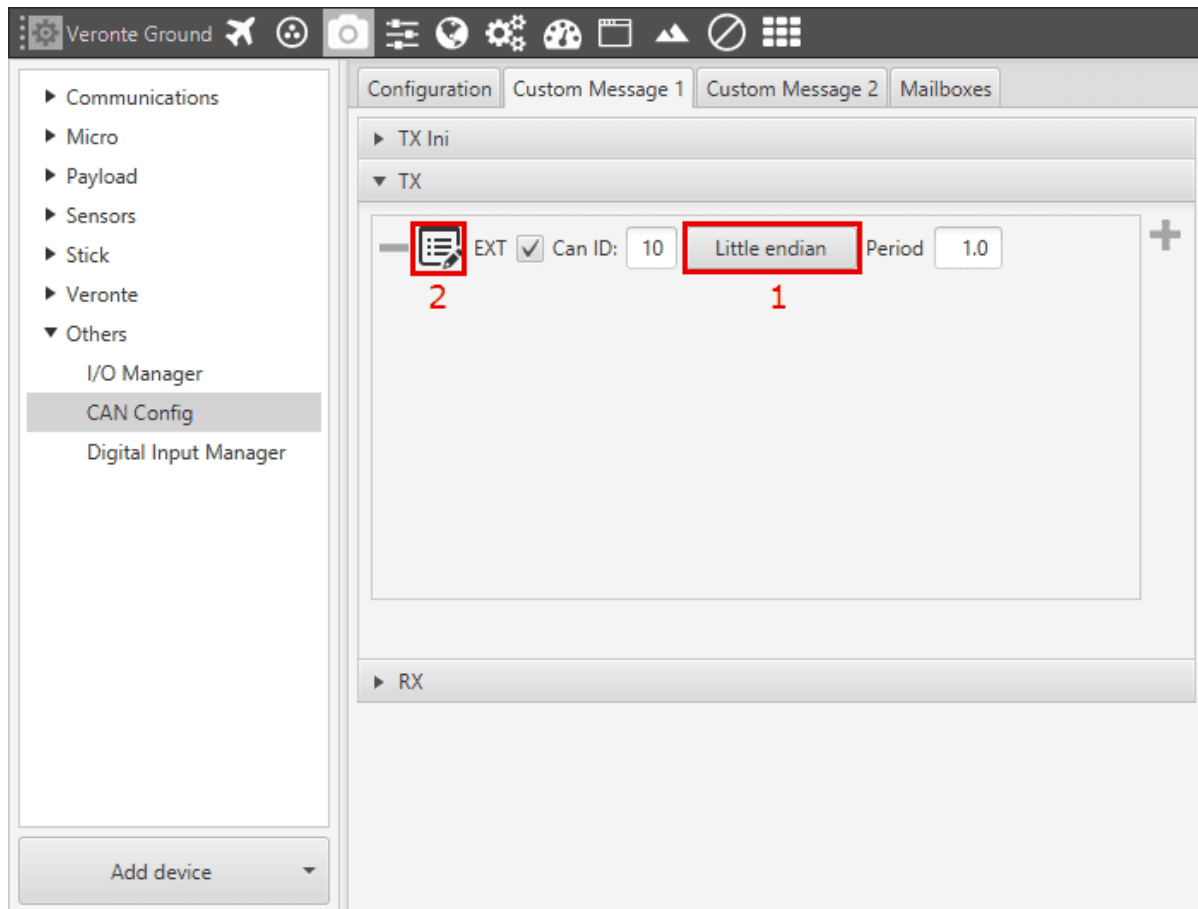 Veronte Ground
Communications
Micro
Payload
Sensors
Stick
Veronte
Others
I/O Manager
CAN Config
Digital Input Manager
Add device
Configuration Custom Message 1 Custom Message 2 Mailboxes
TX Ini
TX
EXT Can ID: 10 Little endian Period 1.0
2 1
RX